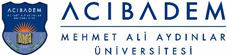 ACIBADEM
MEHMET ALİ AYDINLAR
ÜNİVERSİTESİ